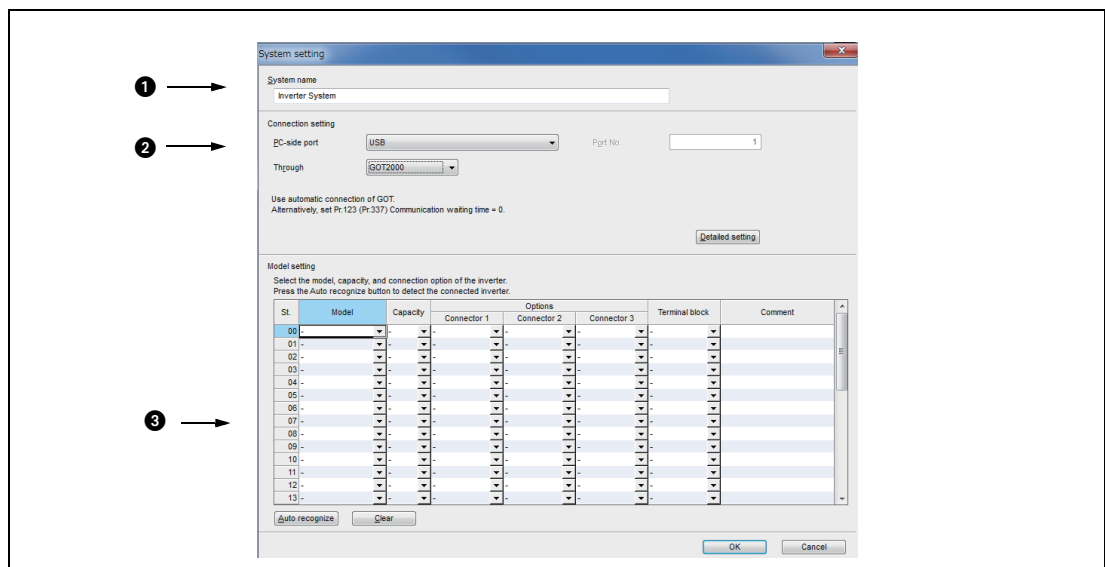 System setting
❶
System name
Inverter System
Connection setting
❷
PC-side port USB Port No. 1
Through GOT2000
Use automatic connection of GOT.
Alternatively, set Pr.123 (Pr.337) Communication waiting time = 0.
Detailed setting
Model setting
Select the model, capacity, and connection option of the inverter.
Press the Auto recognize button to detect the connected inverter.
St. Model Capacity Options Terminal block Comment
Connector 1 Connector 2 Connector 3
00 - - - - - -
01 - - - - - -
02 - - - - - -
03 - - - - - -
04 - - - - - -
05 - - - - - -
06 - - - - - -
❸
07 - - - - - -
08 - - - - - -
09 - - - - - -
10 - - - - - -
11 - - - - - -
12 - - - - - -
13 - - - - - -
Auto recognize Clear
OK Cancel